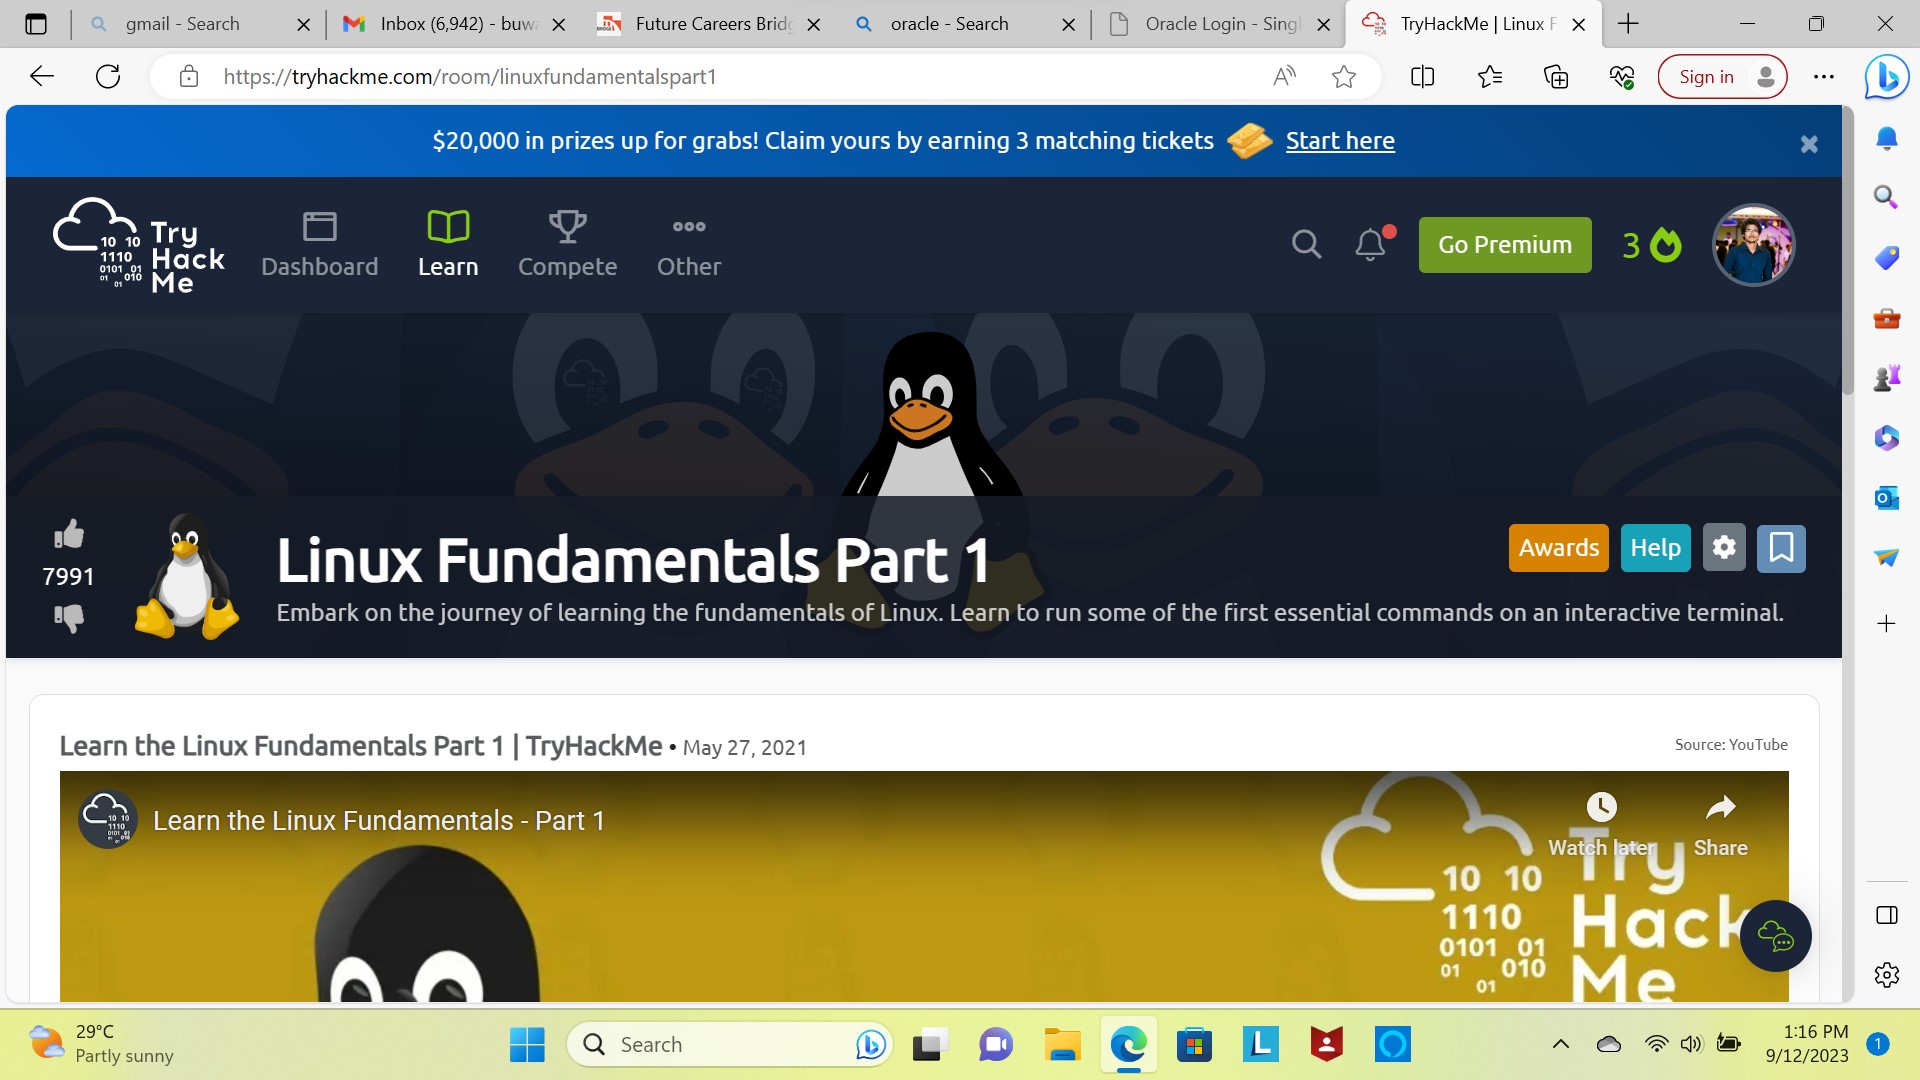 gmail - Search
Inbox (6,942) - buwa
Future Careers Bridg
oracle - Search
Oracle Login - Singl
TryHackMe | Linux F
https://tryhackme.com/room/linuxfundamentalspart1
Sign in
$20,000 in prizes up for grabs! Claim yours by earning 3 matching tickets Start here
Try
Hack
Me
10 10
1110
0101 01
01 010
01
Dashboard
Learn
Compete
Other
Go Premium
3
7991
Linux Fundamentals Part 1
Embark on the journey of learning the fundamentals of Linux. Learn to run some of the first essential commands on an interactive terminal.
Awards
Help
Learn the Linux Fundamentals Part 1 | TryHackMe • May 27, 2021
Source: YouTube
Learn the Linux Fundamentals - Part 1
Watch later
Share
Try
Hack
Me
10 10
1110
0101 01
01 010
01
29°C
Partly sunny
Search
1:16 PM
9/12/2023
1